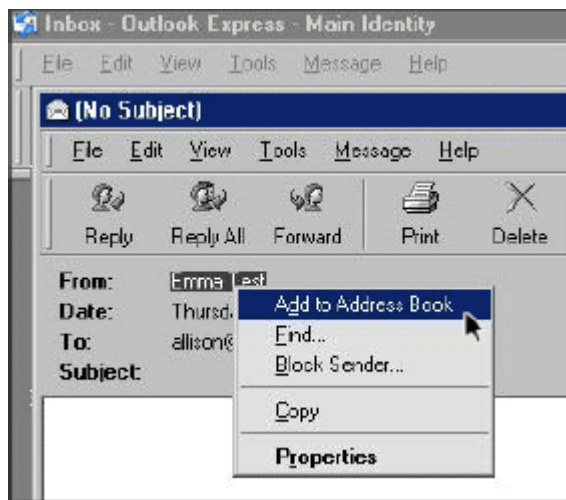 Inbox - Outlook Express - Main Identity
File Edit View Tools Message Help
(No Subject)
File Edit View Tools Message Help
Reply Reply All Forward Print Delete
From: Emma Test
Date: Thursd
To: allison@
Subject:
Add to Address Book
Find...
Block Sender...
Copy
Properties